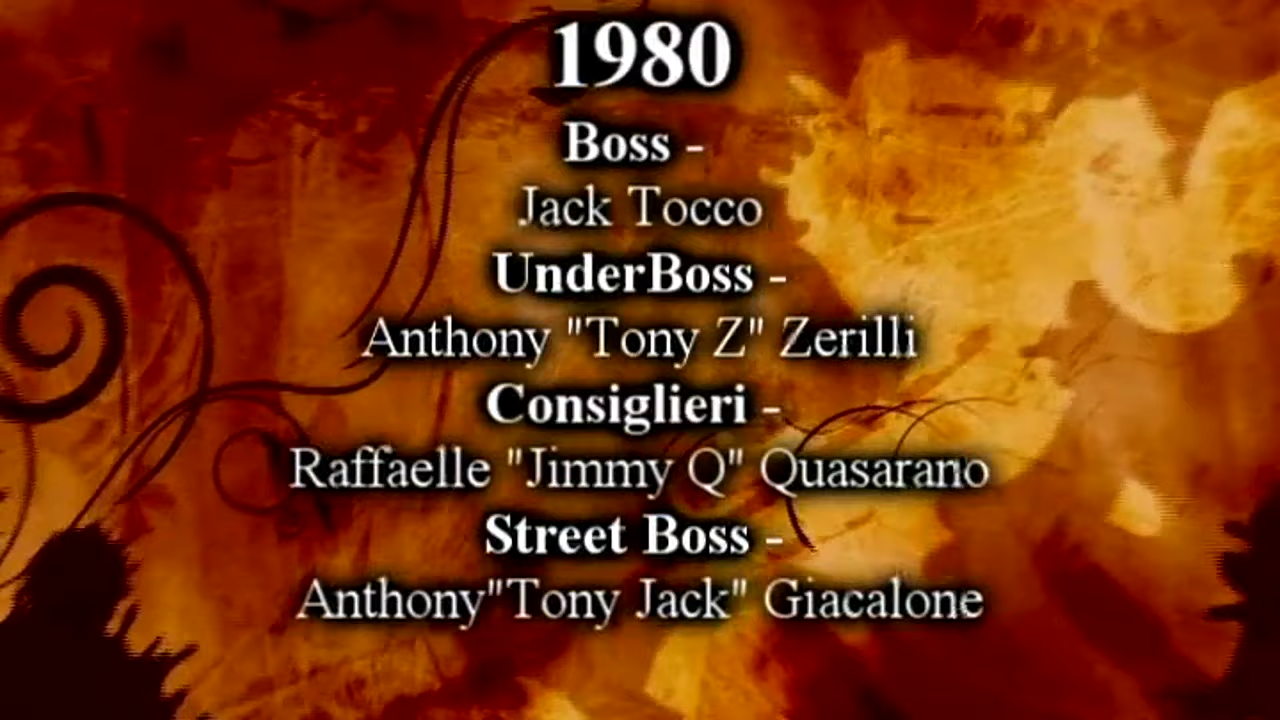 1980
Boss -
Jack Tocco
UnderBoss -
Anthony "Tony Z" Zerilli
Consiglieri -
Raffaelle "Jimmy Q" Quasarano
Street Boss -
Anthony"Tony Jack" Giacalone